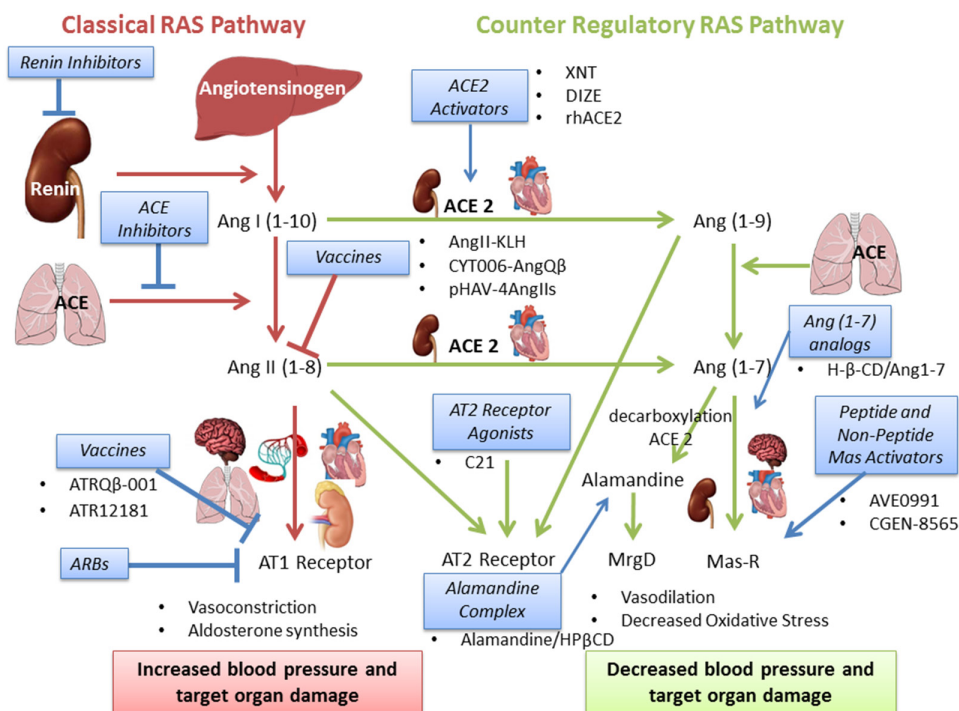 Classical RAS Pathway
Counter Regulatory RAS Pathway
Renin Inhibitors
Angiotensinogen
ACE2
Activators
• XNT
• DIZE
• rhACE2
Renin
ACE
Inhibitors
Ang I (1-10)
ACE 2
Ang (1-9)
Vaccines
• AngII-KLH
• CYT006-AngQβ
• pHAV-4AngIIs
ACE
ACE
Ang II (1-8)
ACE 2
Ang (1-7)
Ang (1-7)
analogs
• H-β-CD/Ang1-7
AT2 Receptor
Agonists
• C21
decarboxylation
ACE 2
Peptide and
Non-Peptide
Mas Activators
• AVE0991
• CGEN-8565
Vaccines
• ATRQβ-001
• ATR12181
Alamandine
ARBs
AT1 Receptor
AT2 Receptor
MrgD
Mas-R
• Vasoconstriction
• Aldosterone synthesis
Alamandine
Complex
• Alamandine/HPβCD
• Vasodilation
• Decreased Oxidative Stress
Increased blood pressure and
target organ damage
Decreased blood pressure and
target organ damage